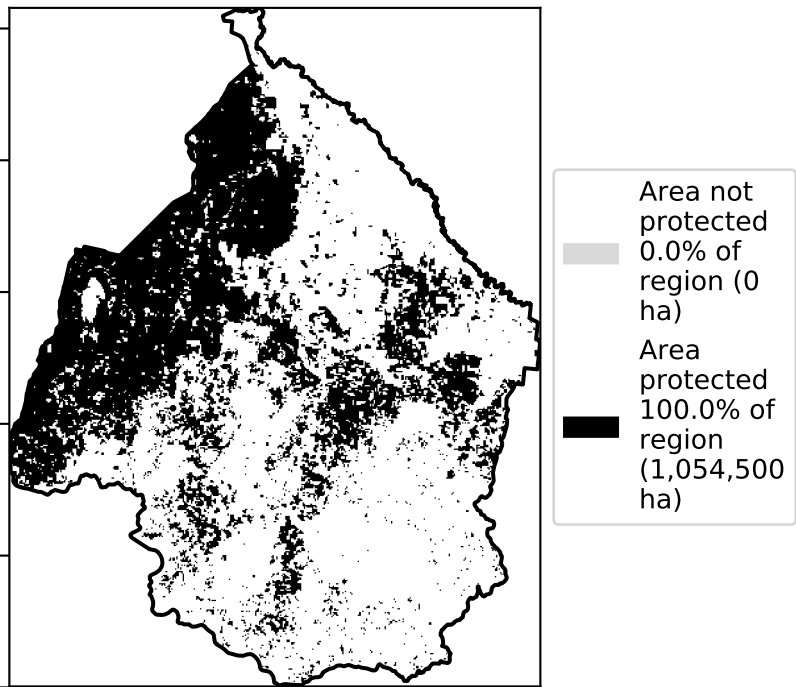 Area not
protected
0.0% of
region (0
ha)
Area
protected
100.0% of
region
(1,054,500
ha)